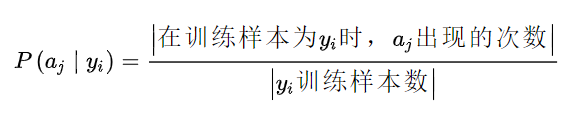 P(a_j | y_i) = |在训练样本为y_i时，a_j出现的次数| / |y_i训练样本数|